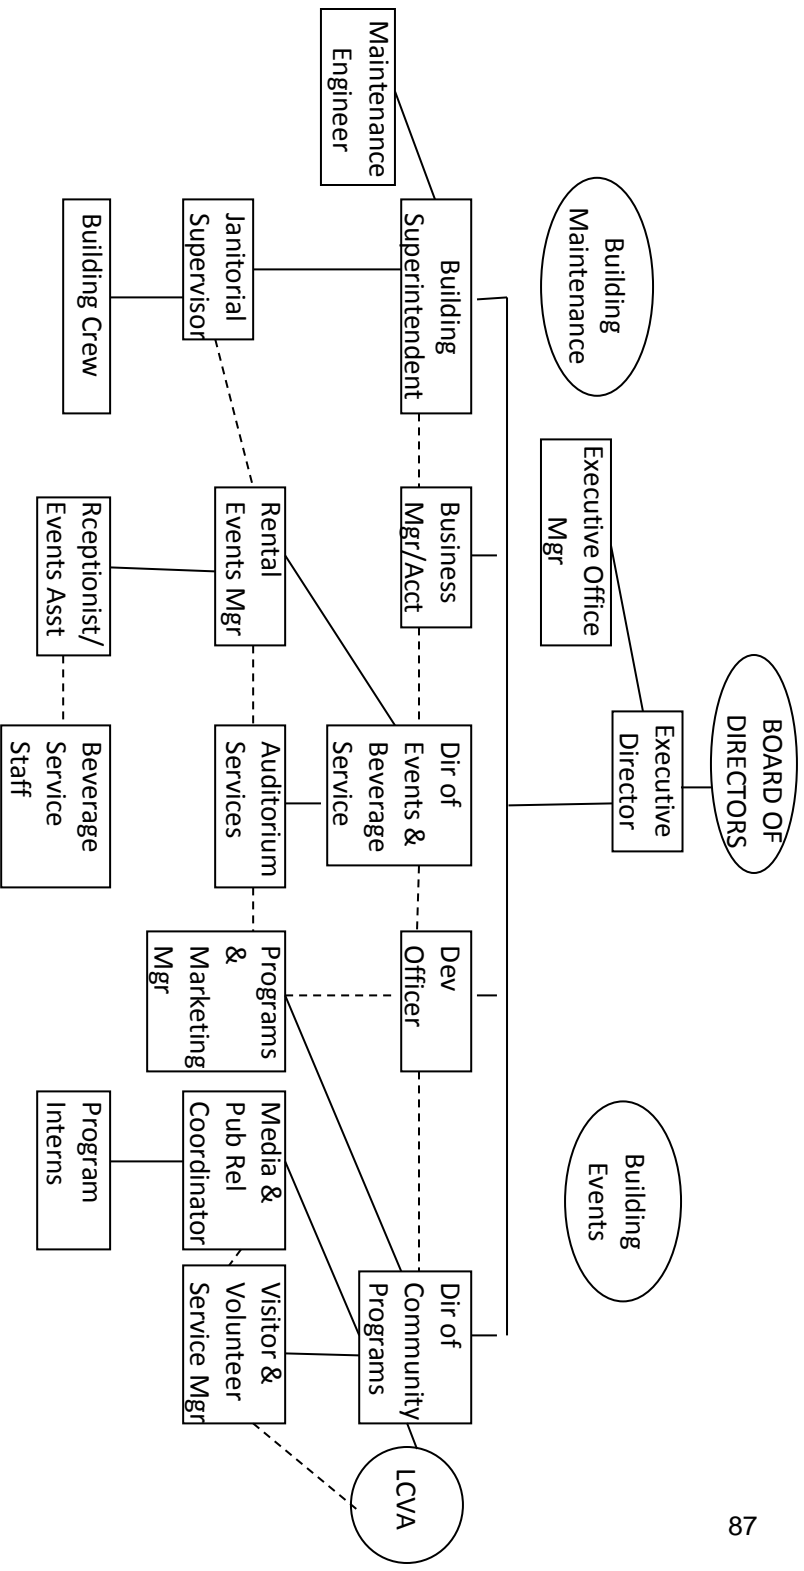 BOARD OF
DIRECTORS
Executive
Director
Executive Office
Mgr
Building
Maintenance
Building
Events
Building
Superintendent
Business
Mgr/Acct
Dir of
Events &
Beverage
Service
Dev
Officer
Dir of
Community
Programs
LCVA
Maintenance
Engineer
Janitorial
Supervisor
Rental
Events Mgr
Auditorium
Services
Programs
&
Marketing
Mgr
Media &
Pub Rel
Coordinator
Visitor &
Volunteer
Service Mgr
Building Crew
Rceptionist/
Events Asst
Beverage
Service
Staff
Program
Interns
87